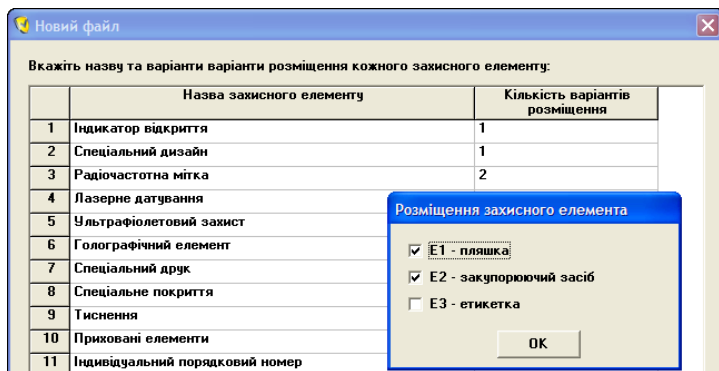 Новий файл
Вкажіть назву та варіанти варіанти розміщення кожного захисного елементу:
Назва захисного елементу Кількість варіантів розміщення
1 Індикатор відкриття 1
2 Спеціальний дизайн 1
3 Радіочастотна мітка 2
4 Лазерне датування
5 Ультрафіолетовий захист
6 Голографічний елемент
7 Спеціальний друк
8 Спеціальне покриття
9 Тиснення
10 Приховані елементи
11 Індивідуальний порядковий номер
Розміщення захисного елемента
E1 - пляшка
E2 - закупорюючий засіб
E3 - етикетка
OK